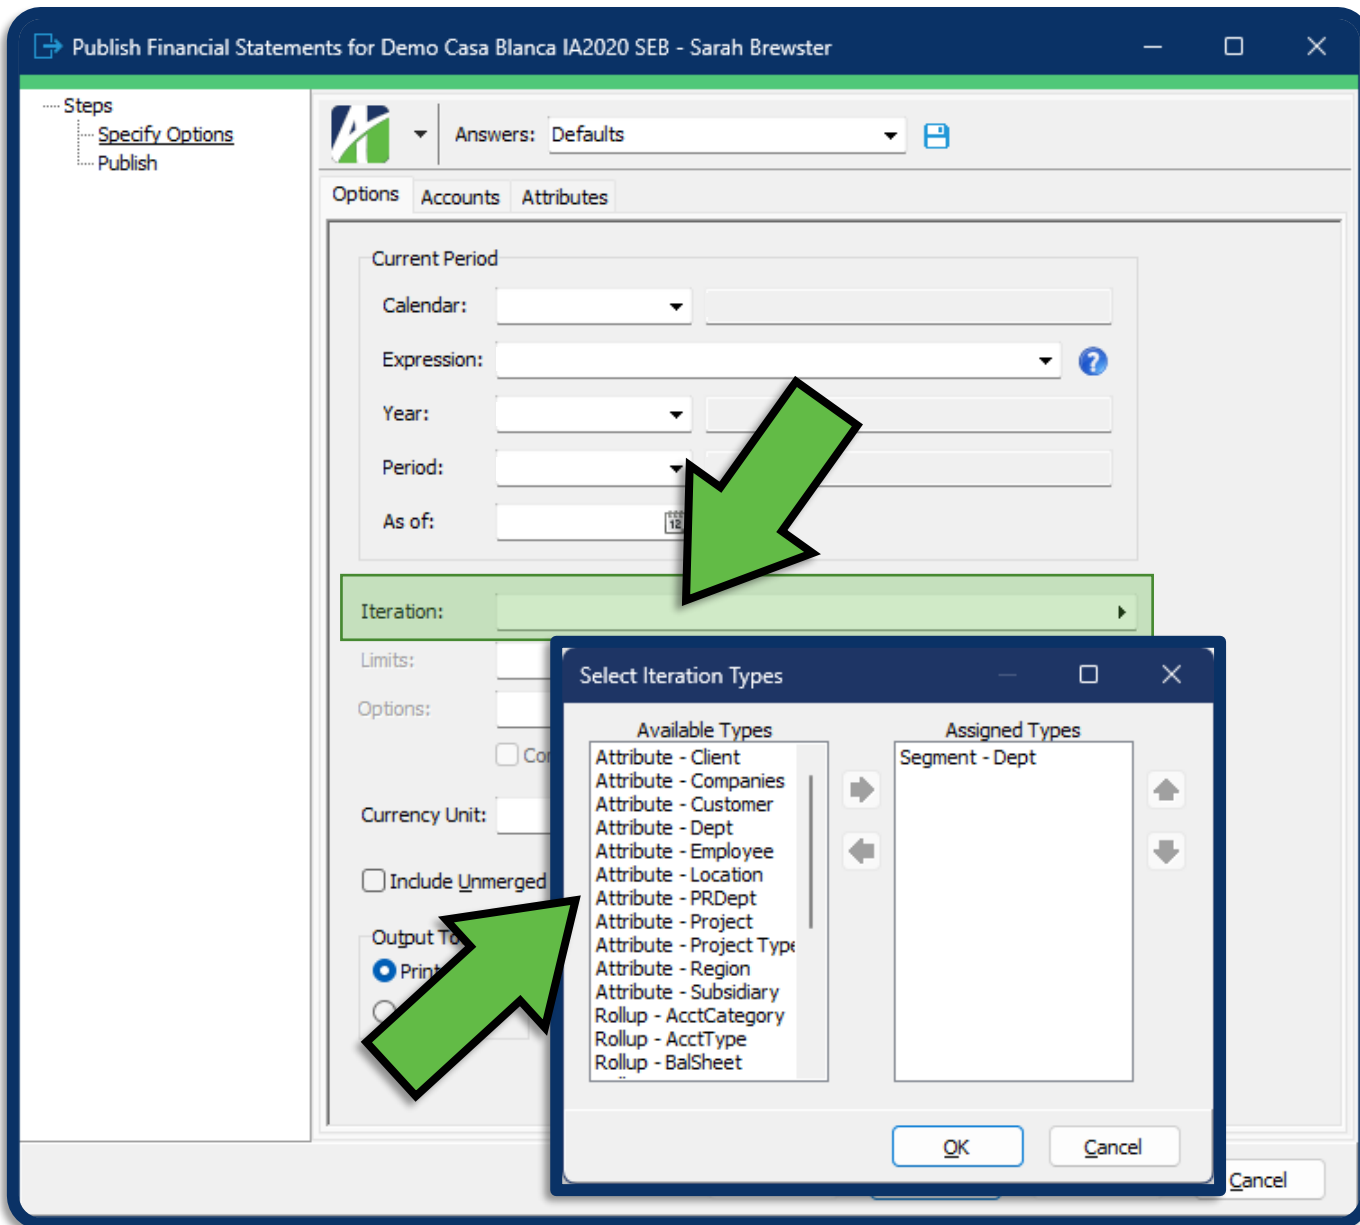 Publish Financial Statements for Demo Casa Blanca IA2020 SEB - Sarah Brewster
Steps
Specify Options
Publish
Answers: Defaults
Options Accounts Attributes
Current Period
Calendar:
Expression:
Year:
Period:
As of:
12
Iteration:
Limits:
Options:
Currency Unit:
Include Unmerged
Output To
Print
Select Iteration Types
Available Types
Attribute - Client
Attribute - Companies
Attribute - Customer
Attribute - Dept
Attribute - Employee
Attribute - Location
Attribute - PRDept
Attribute - Project
Attribute - Project Type
Attribute - Region
Attribute - Subsidiary
Rollup - AcctCategory
Rollup - AcctType
Rollup - BalSheet
Assigned Types
Segment - Dept
OK Cancel
Cancel